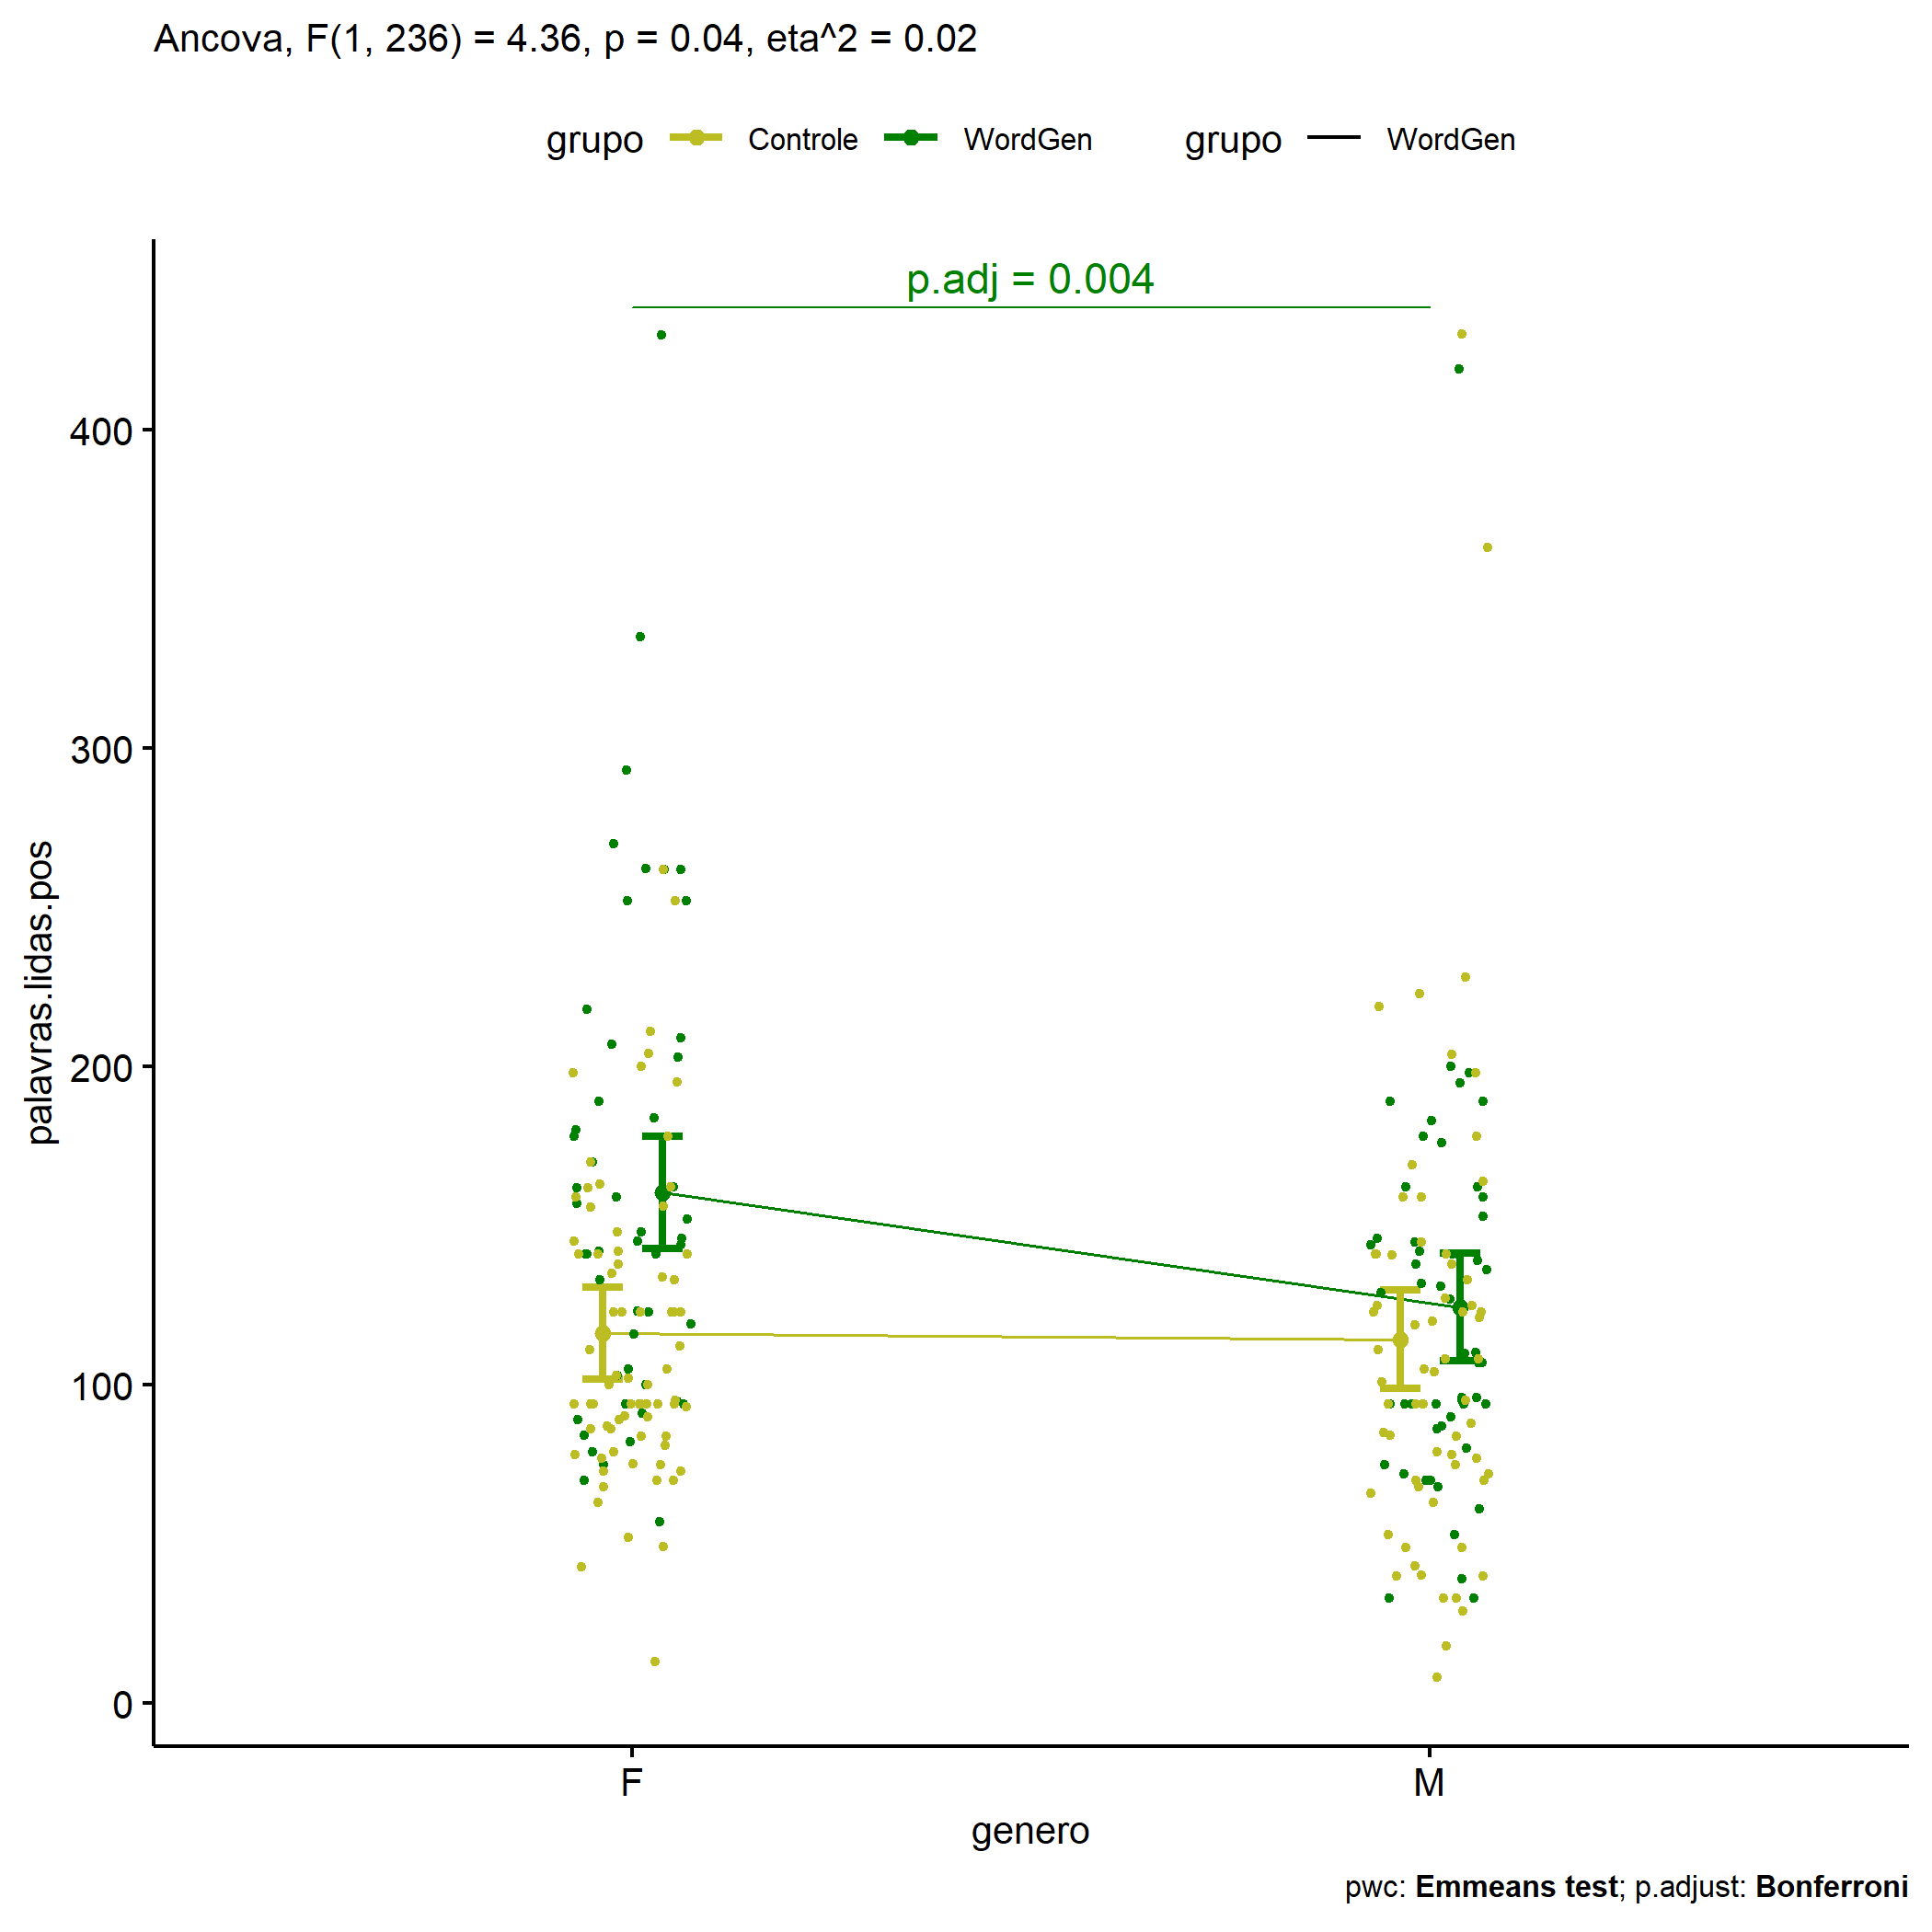 Ancova, F(1, 236) = 4.36, p = 0.04, eta^2 = 0.02
grupo Controle WordGen grupo WordGen
p.adj = 0.004
400
300
200
100
0
palavras.lidas.pos
F M
genero
pwc: Emmeans test; p.adjust: Bonferroni